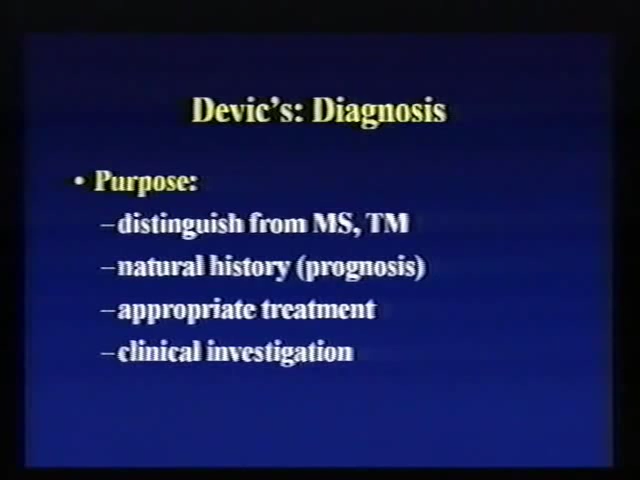 Devic's: Diagnosis
• Purpose:
–distinguish from MS, TM
–natural history (prognosis)
–appropriate treatment
–clinical investigation